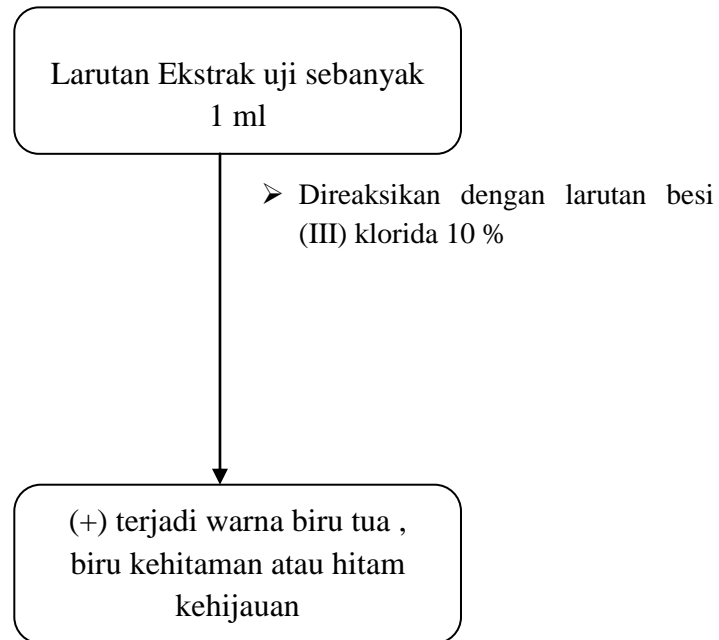 Larutan Ekstrak uji sebanyak
1 ml
➢ Direaksikan dengan larutan besi
(III) klorida 10 %
(+) terjadi warna biru tua ,
biru kehitaman atau hitam
kehijauan